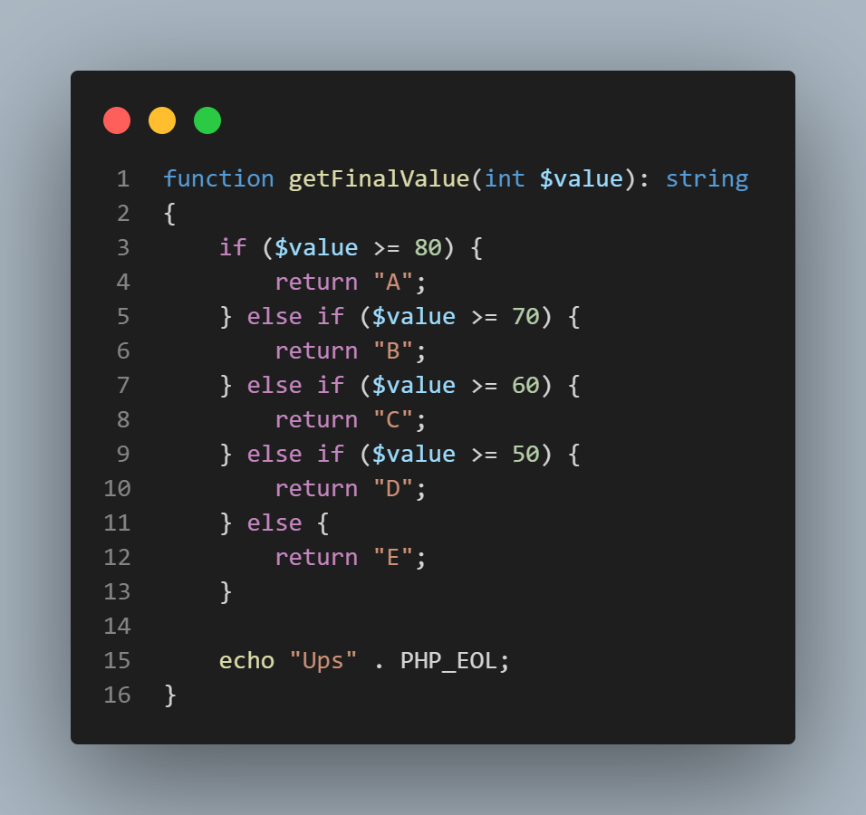 1 function getFinalValue(int $value): string
2 {
3     if ($value >= 80) {
4         return "A";
5     } else if ($value >= 70) {
6         return "B";
7     } else if ($value >= 60) {
8         return "C";
9     } else if ($value >= 50) {
10         return "D";
11     } else {
12         return "E";
13     }
14
15     echo "Ups" . PHP_EOL;
16 }